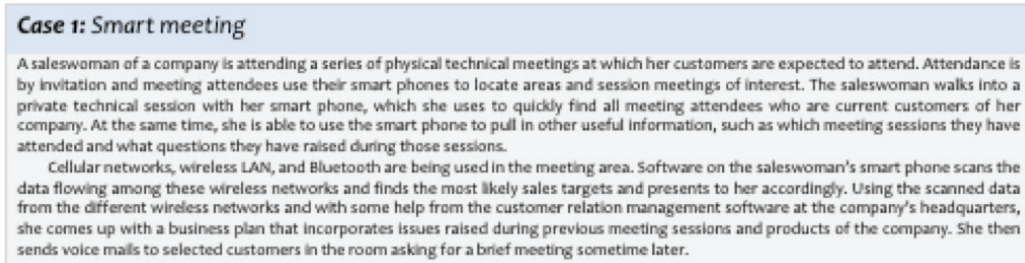 Case 1: Smart meeting
A saleswoman of a company is attending a series of physical technical meetings at which her customers are expected to attend. Attendance is
by invitation and meeting attendees use their smart phones to locate areas and session meetings of interest. The saleswoman walks into a
private technical session with her smart phone, which she uses to quickly find all meeting attendees who are current customers of her
company. At the same time, she is able to use the smart phone to pull in other useful information, such as which meeting sessions they have
attended and what questions they have raised during those sessions.
Cellular networks, wireless LAN, and Bluetooth are being used in the meeting area. Software on the saleswoman's smart phone scans the
data flowing among these wireless networks and finds the most likely sales targets and presents to her accordingly. Using the scanned data
from the different wireless networks and with some help from the customer relation management software at the company's headquarters,
she comes up with a business plan that incorporates issues raised during previous meeting sessions and products of the company. She then
sends voice mails to selected customers in the room asking for a brief meeting sometime later.